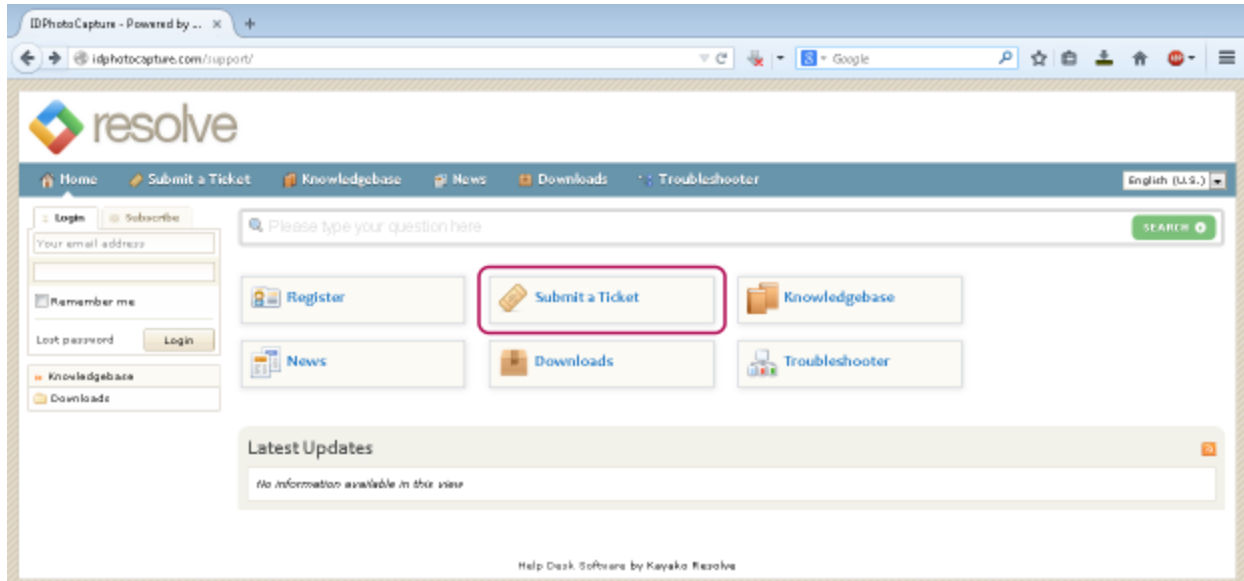 IDPhotoCapture - Powered by ...
idphotocapture.com/support/
Google
resolve
Home Submit a Ticket Knowledgebase News Downloads Troubleshooter English (U.S.)
Login Subscribe
Please type your question here SEARCH
Your email address
Register Submit a Ticket Knowledgebase
Remember me
Lost password Login
News Downloads Troubleshooter
Knowledgebase
Downloads
Latest Updates
No information available in this view
Help Desk Software by Kayako Resolve